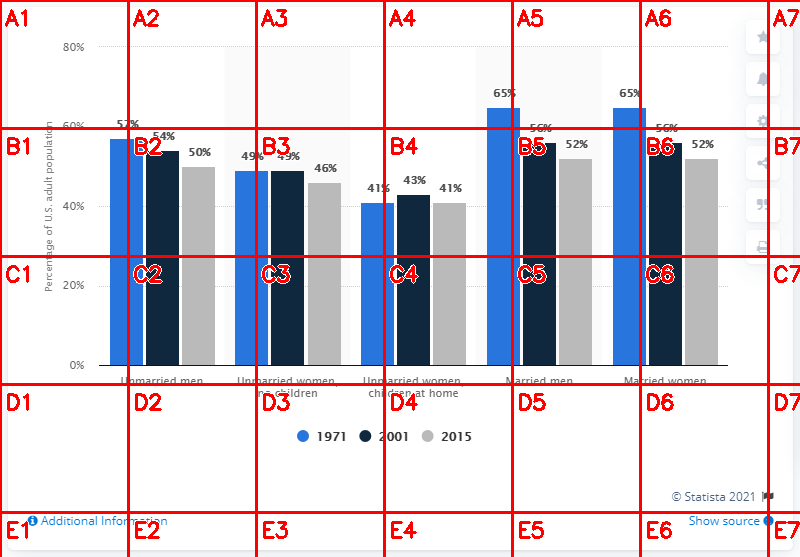 80%
60%
40%
20%
0%
Percentage of U.S. adult population
57%
54%
50%
49%
49%
46%
41%
43%
41%
65%
56%
52%
65%
56%
52%
Unmarried men
Unmarried women, no children
Unmarried women, children at home
Married men
Married women
1971 2001 2015
© Statista 2021
Additional Information
Show source
A1 A2 A3 A4 A5 A6 A7
B1 B2 B3 B4 B5 B6 B7
C1 C2 C3 C4 C5 C6 C7
D1 D2 D3 D4 D5 D6 D7
E1 E2 E3 E4 E5 E6 E7